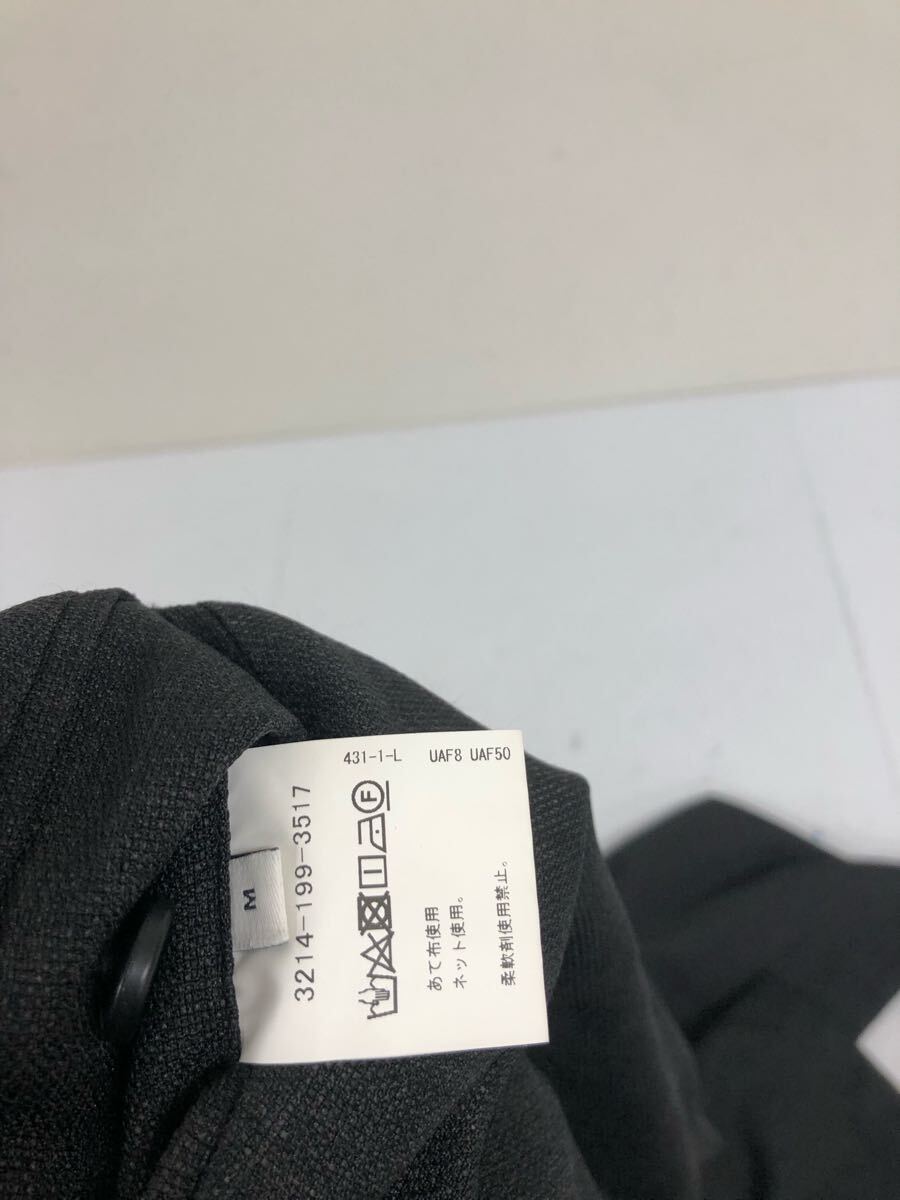 431-1-L UAF8 UAF50
3214-199-3517
M
F
あて布使用
ネット使用。
柔軟剤使用禁止。